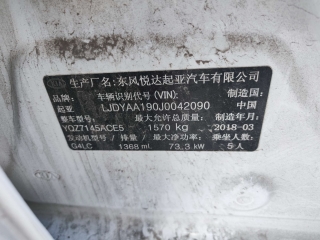 生产厂名:东风悦达起亚汽车有限公司
品牌: 车辆识别代号(VIN): 制造国:
起亚 LJDYAA190J0042090 中国
整车型号: 最大允许总质量: 制造年月:
YQZ7145ACE5 1570 kg 2018-03
发动机型号 / 排量 / 最大净功率: 乘坐人数:
G4LC 1368 ml 73.3 kW 5人